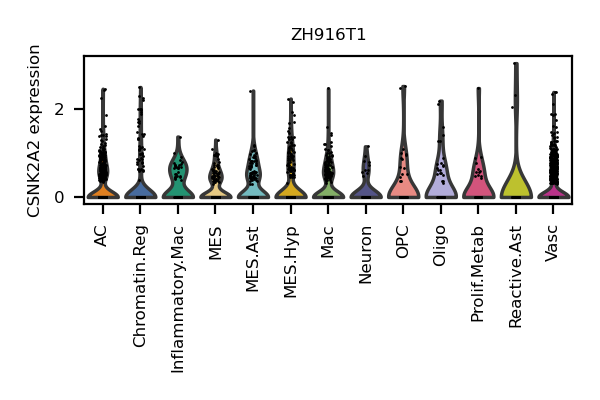 ZH916T1
CSNK2A2 expression
2
0
AC
Chromatin.Reg
Inflammatory.Mac
MES
MES.Ast
MES.Hyp
Mac
Neuron
OPC
Oligo
Prolif.Metab
Reactive.Ast
Vasc